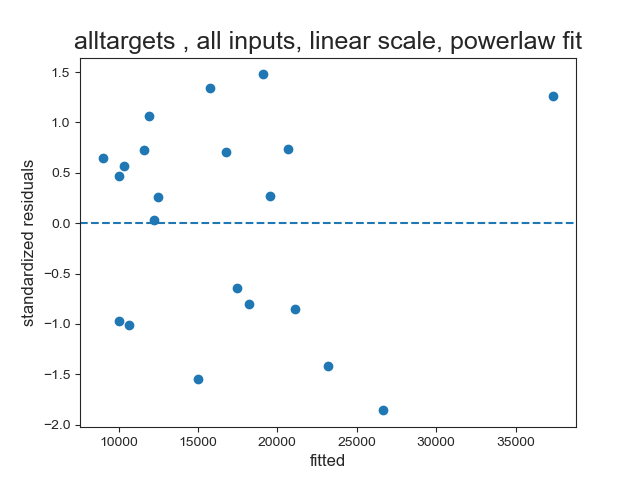 alltargets , all inputs, linear scale, powerlaw fit
1.5
1.0
0.5
0.0
−0.5
−1.0
−1.5
−2.0
standardized residuals
10000 15000 20000 25000 30000 35000
fitted